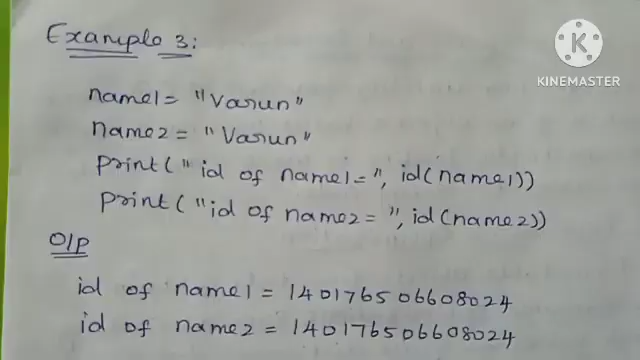 Example 3:
K
KINEMASTER
name1 = "Varun"
name2 = "Varun"
print(" id of name1 = ", id(name1))
print("id of name2 = ", id(name2))
O/p
id of name1 = 140176506608024
id of name2 = 140176506608024